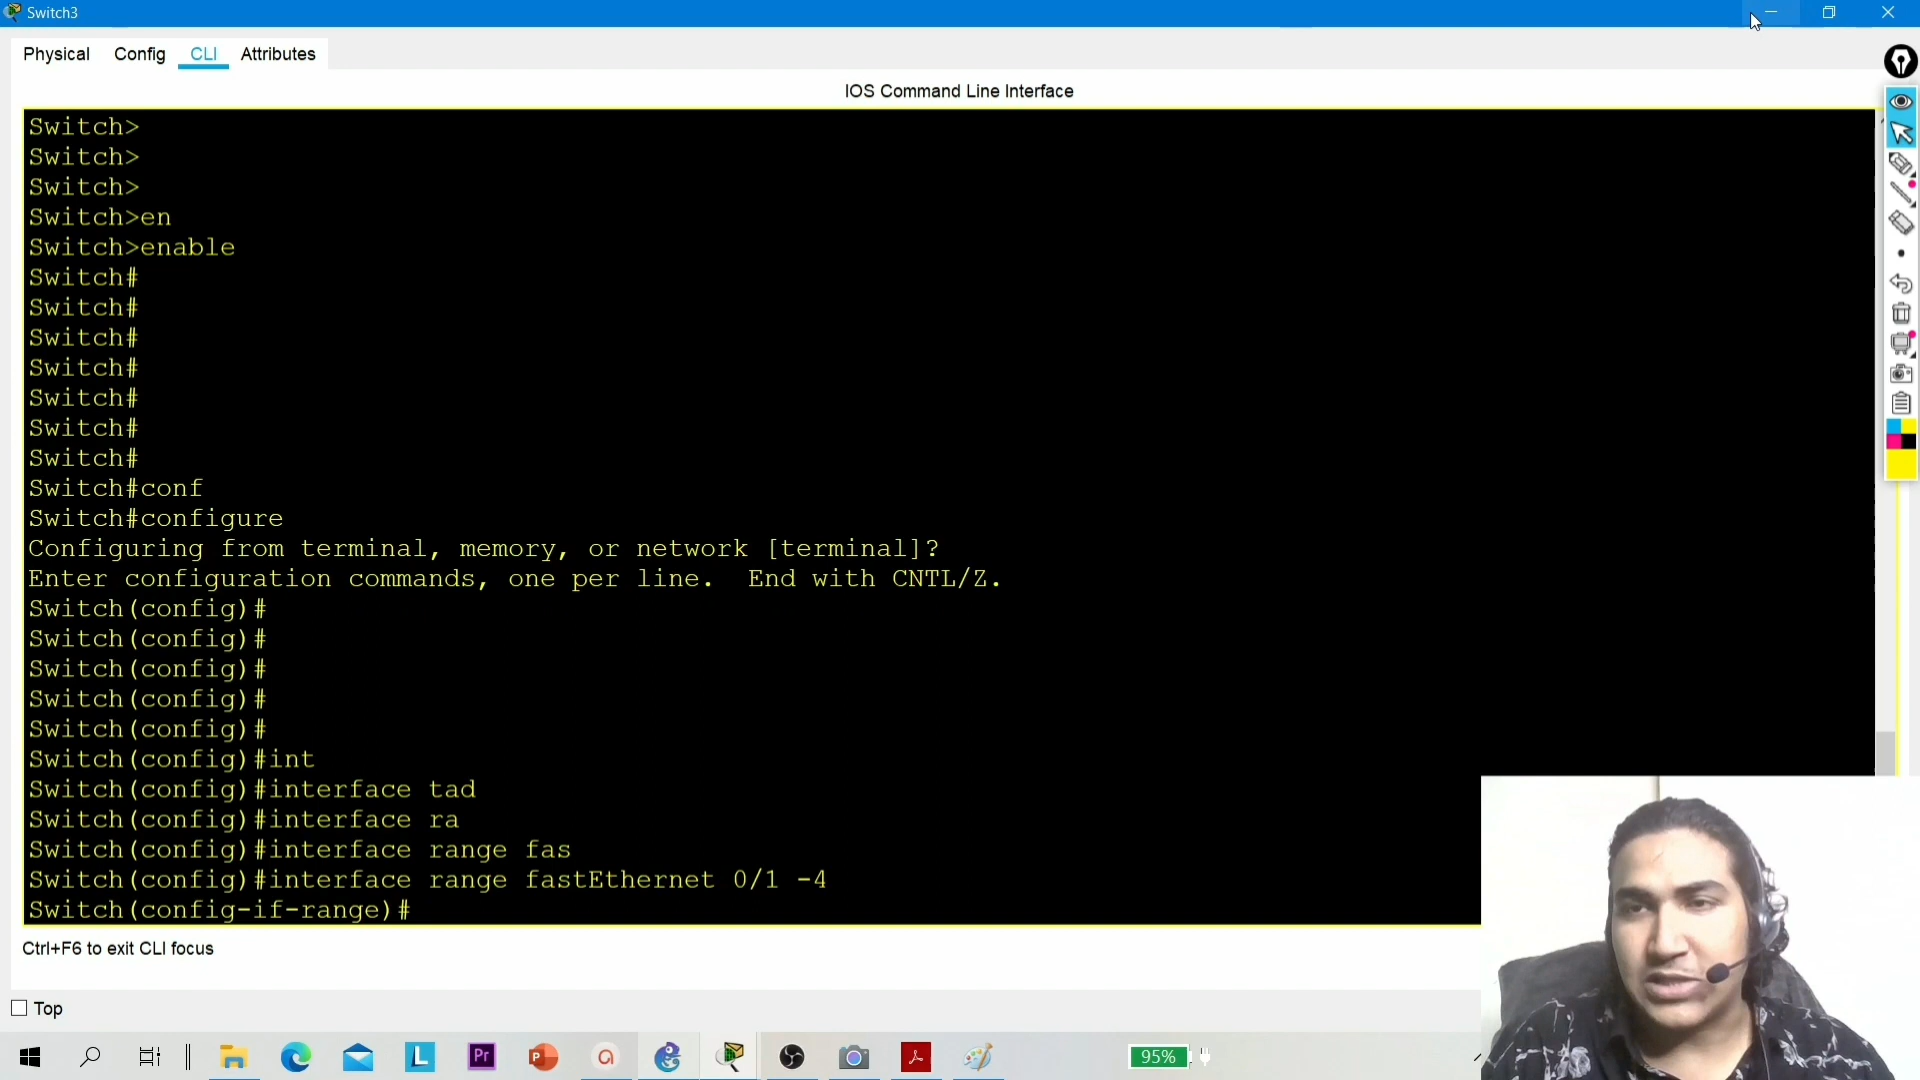 Switch3
Physical Config CLI Attributes
IOS Command Line Interface
Switch>
Switch>
Switch>
Switch>en
Switch>enable
Switch#
Switch#
Switch#
Switch#
Switch#
Switch#
Switch#
Switch#conf
Switch#configure
Configuring from terminal, memory, or network [terminal]?
Enter configuration commands, one per line.  End with CNTL/Z.
Switch(config)#
Switch(config)#
Switch(config)#
Switch(config)#
Switch(config)#
Switch(config)#int
Switch(config)#interface tad
Switch(config)#interface ra
Switch(config)#interface range fas
Switch(config)#interface range fastEthernet 0/1 -4
Switch(config-if-range)#
Ctrl+F6 to exit CLI focus
Top
L Pr P 95%